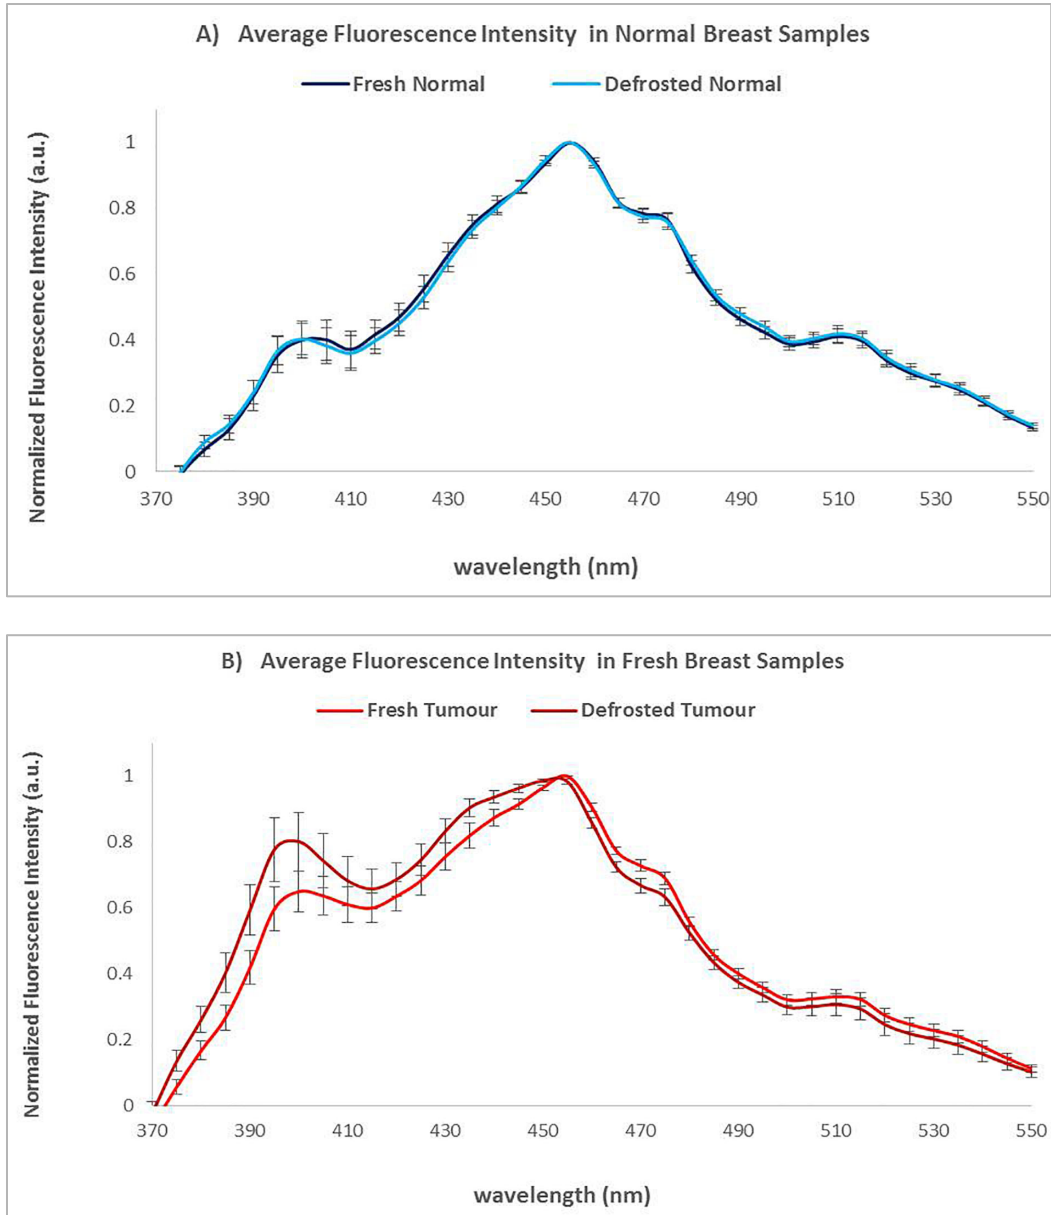 A) Average Fluorescence Intensity in Normal Breast Samples
Fresh Normal
Defrosted Normal
Normalized Fluorescence Intensity (a.u.)
1
0.8
0.6
0.4
0.2
0
370 390 410 430 450 470 490 510 530 550
wavelength (nm)
B) Average Fluorescence Intensity in Fresh Breast Samples
Fresh Tumour
Defrosted Tumour
Normalized Fluorescence Intensity (a.u.)
1
0.8
0.6
0.4
0.2
0
370 390 410 430 450 470 490 510 530 550
wavelength (nm)